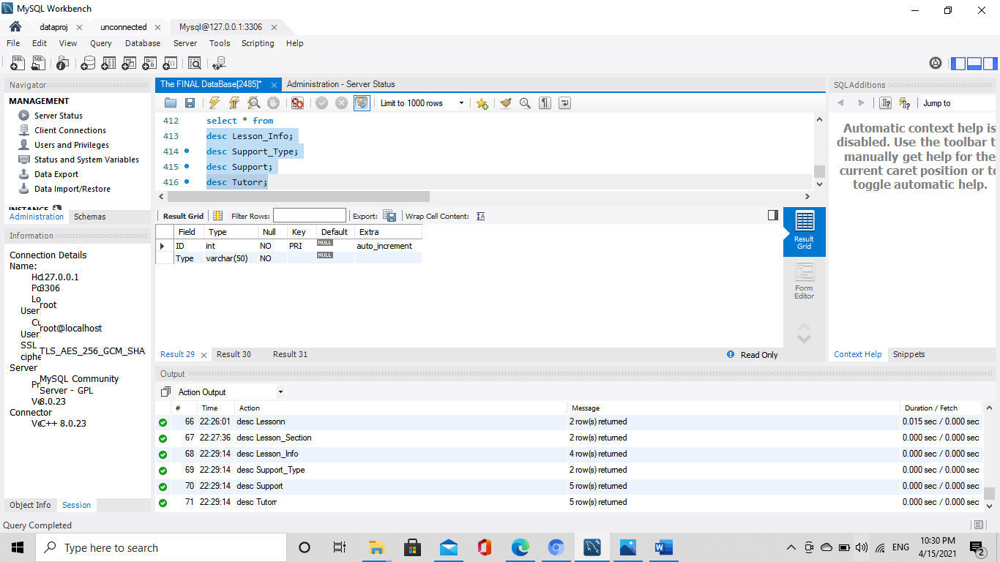 MySQL Workbench
dataproj unconnected Mysql@127.0.0.1:3306
File Edit View Query Database Server Tools Scripting Help
Navigator
MANAGEMENT
Server Status
Client Connections
Users and Privileges
Status and System Variables
Data Export
Data Import/Restore
INSTANCE
Administration Schemas
Information
Connection Details
Name:
Hc127.0.0.1
Pc3306
Lo
root
User
Cu
root@localhost
User
SSL
TLS_AES_256_GCM_SHA
ciphe
Server
MySQL Community
Pr
Server - GPL
Ve8.0.23
Connector
VeC++ 8.0.23
Object Info Session
Query Completed
The FINAL DataBase[2485]* Administration - Server Status
Limit to 1000 rows
412 select * from
413 desc Lesson_Info;
414 desc Support_Type;
415 desc Support;
416 desc Tutorr;
Result Grid Filter Rows: Export: Wrap Cell Content:
Field Type Null Key Default Extra
ID int NO PRI NULL auto_increment
Type varchar(50) NO NULL
Result
Grid
Form
Editor
Result 29 Result 30 Result 31 Read Only
Output
Action Output
# Time Action Message Duration / Fetch
66 22:26:01 desc Lessonn 2 row(s) returned 0.015 sec / 0.000 sec
67 22:27:36 desc Lesson_Section 2 row(s) returned 0.000 sec / 0.000 sec
68 22:29:14 desc Lesson_Info 4 row(s) returned 0.000 sec / 0.000 sec
69 22:29:14 desc Support_Type 2 row(s) returned 0.000 sec / 0.000 sec
70 22:29:14 desc Support 5 row(s) returned 0.000 sec / 0.000 sec
71 22:29:14 desc Tutorr 5 row(s) returned 0.000 sec / 0.000 sec
SQLAdditions
Jump to
Automatic context help is
disabled. Use the toolbar t
manually get help for the
current caret position or to
toggle automatic help.
Context Help Snippets
Type here to search
ENG
10:30 PM
4/15/2021
2